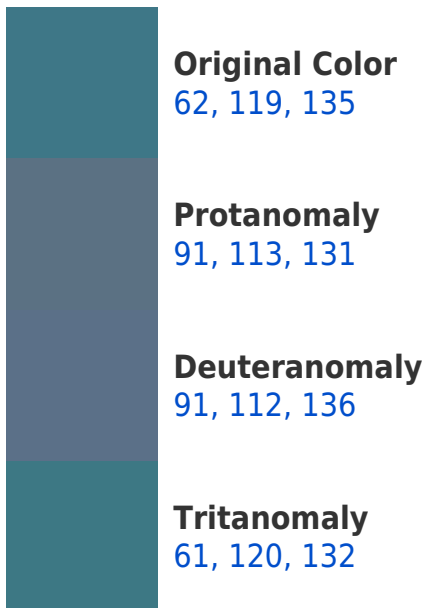 Original Color
62, 119, 135
Protanomaly
91, 113, 131
Deuteranomaly
91, 112, 136
Tritanomaly
61, 120, 132